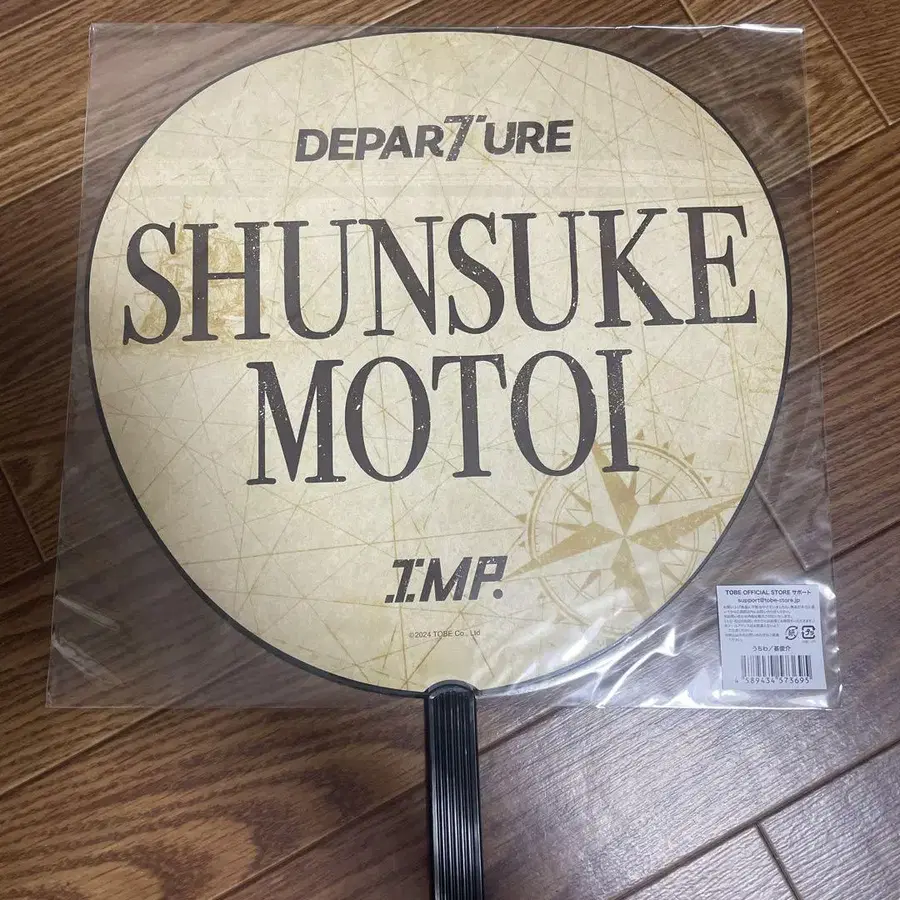 DEPAR7URE
SHUNSUKE
MOTOI
IMP.
©2024 TOBE Co., Ltd
TOBE OFFICIAL STORE サポート
support@tobe-store.jp
うちわ/基俊介
4 589434 573693